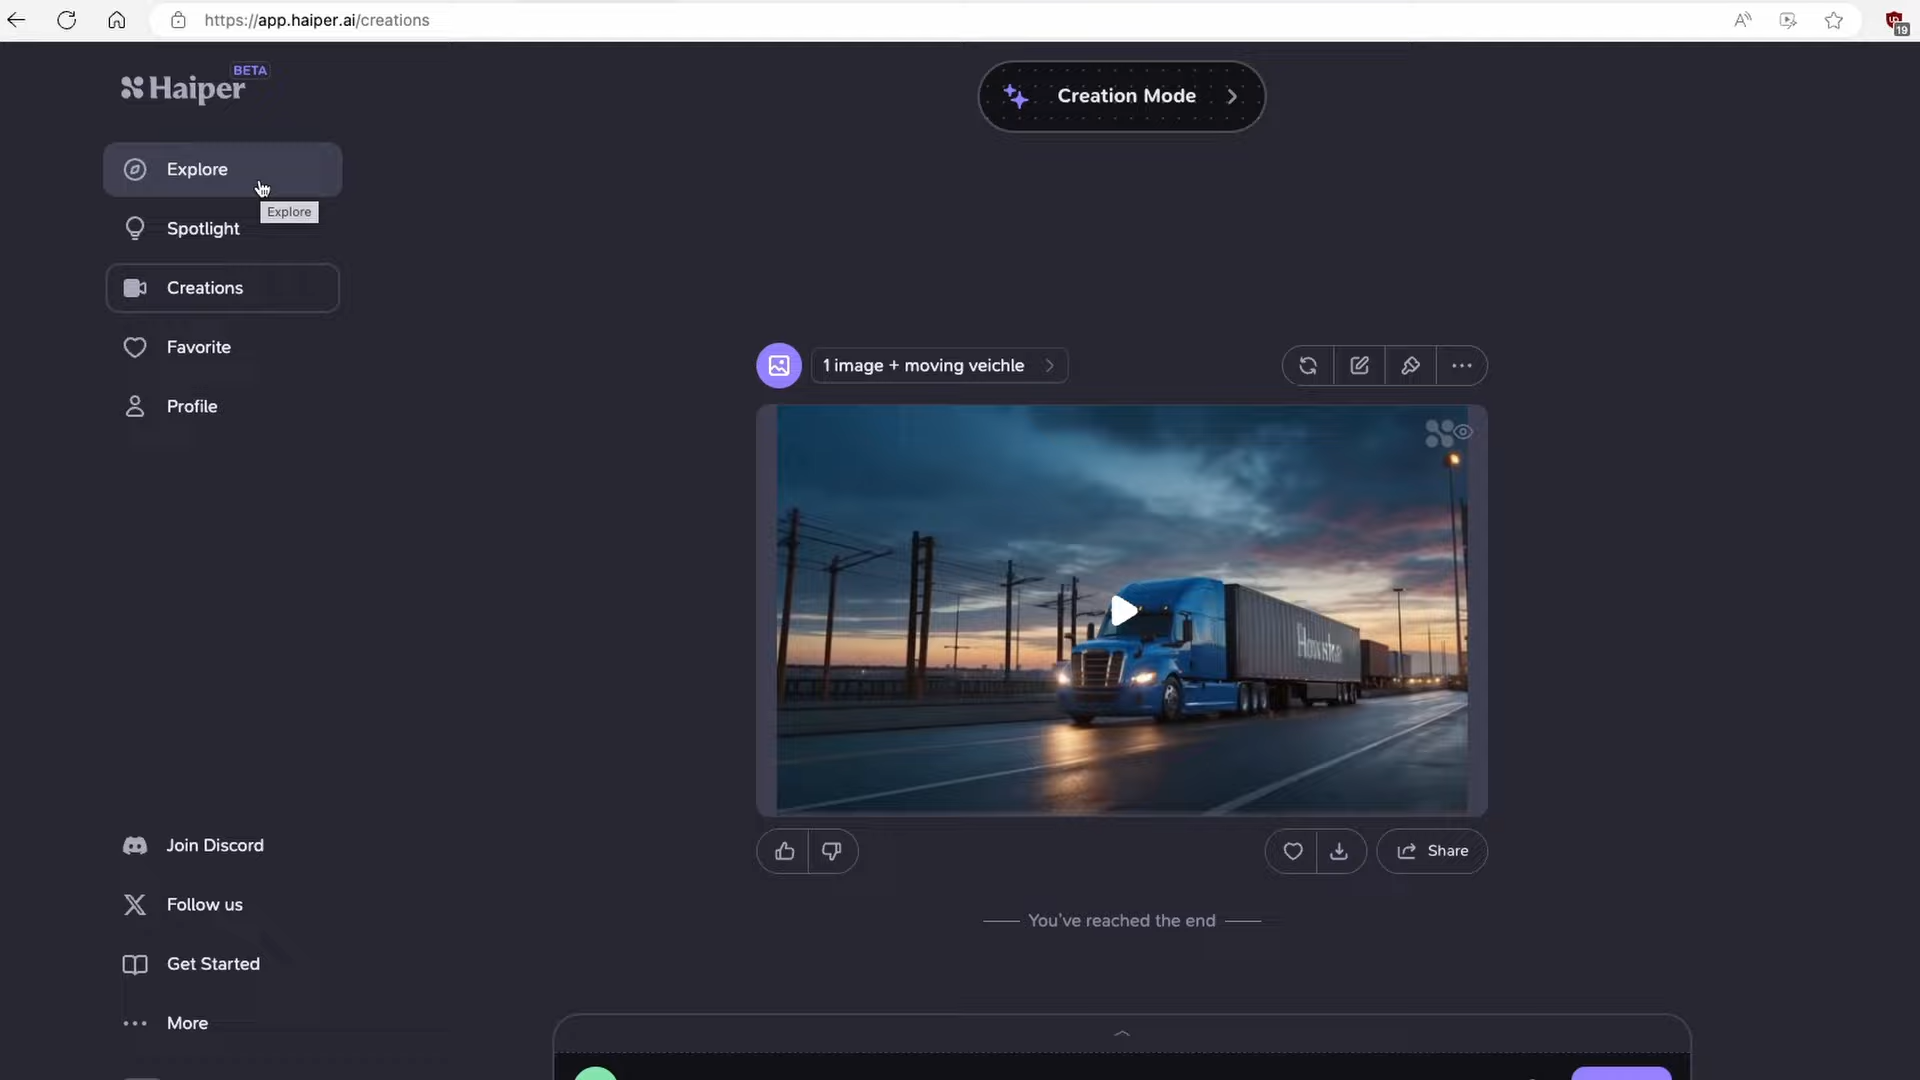 https://app.haiper.ai/creations
19
Haiper
BETA
Creation Mode
Explore
Explore
Spotlight
Creations
Favorite
Profile
1 image + moving veichle
Share
You've reached the end
Join Discord
Follow us
Get Started
More